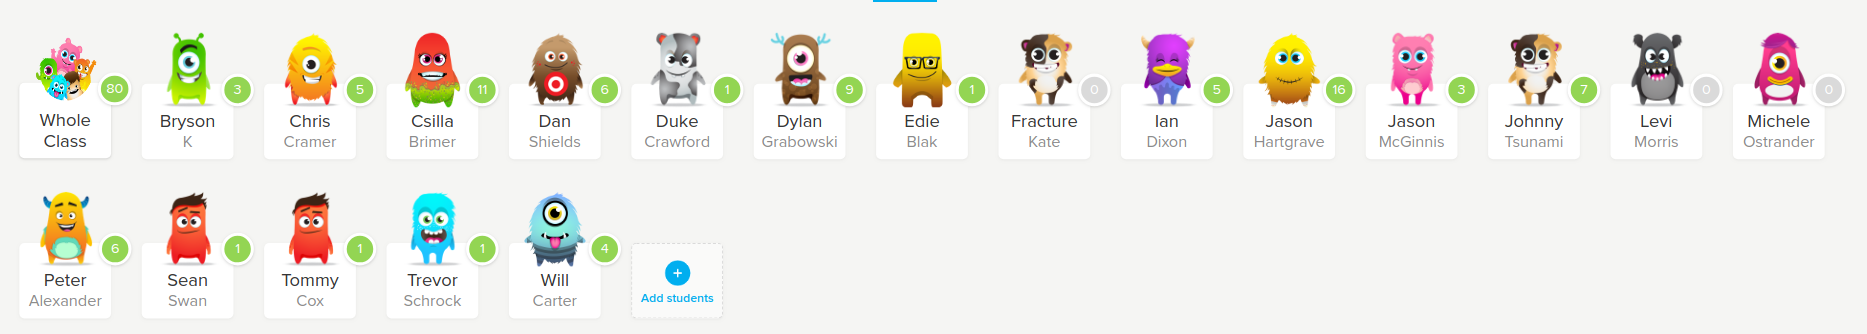 80
Whole
Class
3
Bryson
K
5
Chris
Cramer
11
Csilla
Brimer
6
Dan
Shields
1
Duke
Crawford
9
Dylan
Grabowski
1
Edie
Blak
0
Fracture
Kate
5
Ian
Dixon
16
Jason
Hartgrave
3
Jason
McGinnis
7
Johnny
Tsunami
0
Levi
Morris
0
Michele
Ostrander
6
Peter
Alexander
1
Sean
Swan
1
Tommy
Cox
1
Trevor
Schrock
4
Will
Carter
+
Add students